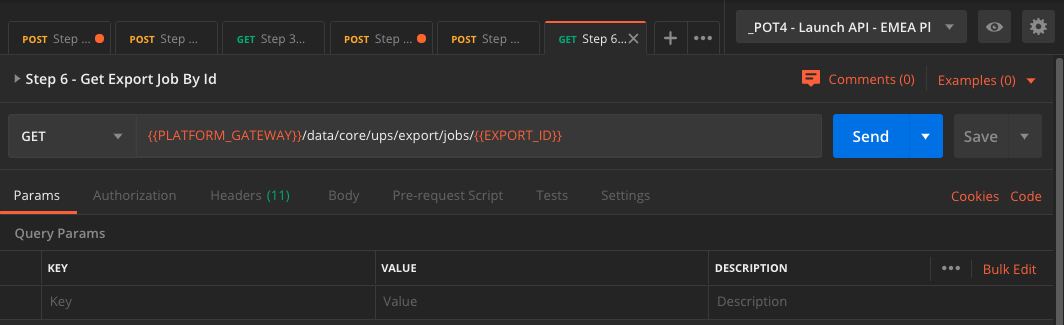 POST Step ... POST Step ... GET Step 3... POST Step ... POST Step ... GET Step 6... _POT4 - Launch API - EMEA Pl
Step 6 - Get Export Job By Id Comments (0) Examples (0)
GET {{PLATFORM_GATEWAY}}/data/core/ups/export/jobs/{{EXPORT_ID}} Send Save
Params Authorization Headers (11) Body Pre-request Script Tests Settings Cookies Code
Query Params
KEY VALUE DESCRIPTION Bulk Edit
Key Value Description